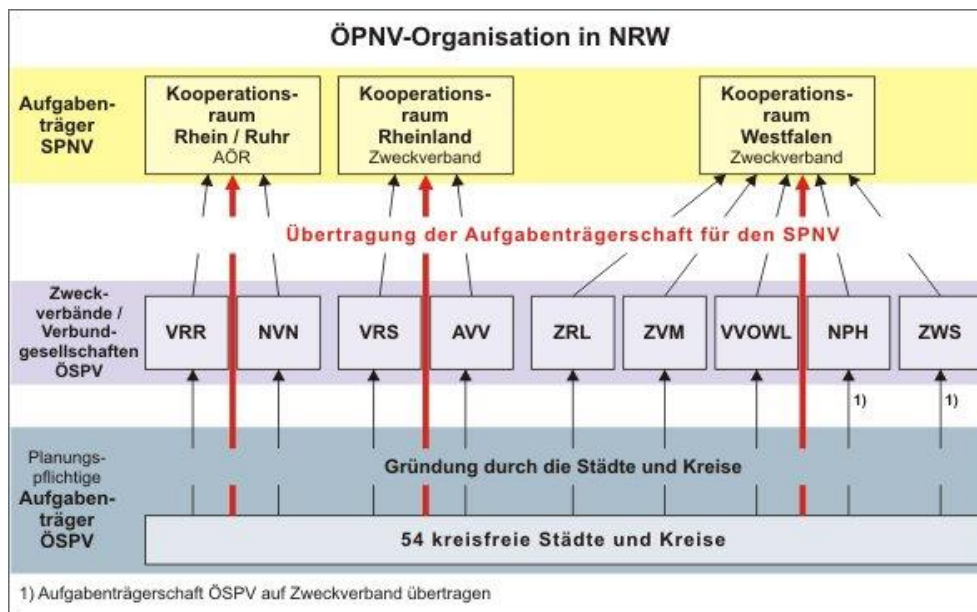 ÖPNV-Organisation in NRW
Aufgaben-
träger
SPNV
Kooperations-
raum
Rhein / Ruhr
AÖR
Kooperations-
raum
Rheinland
Zweckverband
Kooperations-
raum
Westfalen
Zweckverband
Übertragung der Aufgabenträgerschaft für den SPNV
Zweck-
verbände /
Verbund-
gesellschaften
ÖSPV
VRR
NVN
VRS
AVV
ZRL
ZVM
VVOWL
NPH
ZWS
1)
1)
Planungs-
pflichtige
Aufgaben-
träger
ÖSPV
Gründung durch die Städte und Kreise
54 kreisfreie Städte und Kreise
1) Aufgabenträgerschaft ÖSPV auf Zweckverband übertragen